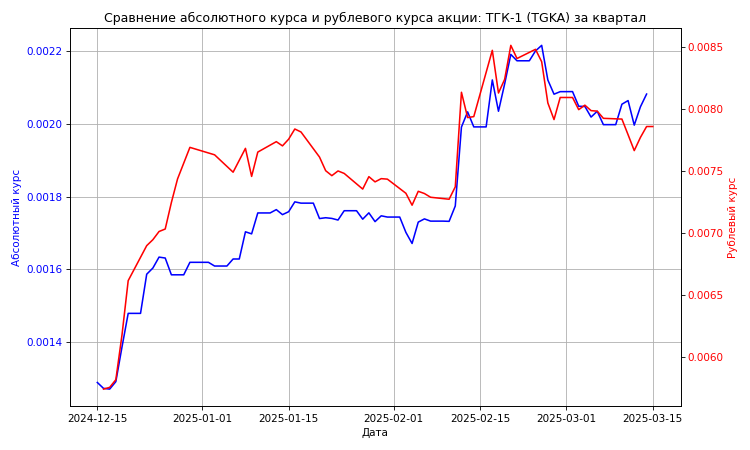 Сравнение абсолютного курса и рублевого курса акции: ТГК-1 (TGKA) за квартал
0.0022
0.0020
0.0018
0.0016
0.0014
Абсолютный курс
0.0085
0.0080
0.0075
0.0070
0.0065
0.0060
Рублевый курс
2024-12-15 2025-01-01 2025-01-15 2025-02-01 2025-02-15 2025-03-01 2025-03-15
Дата